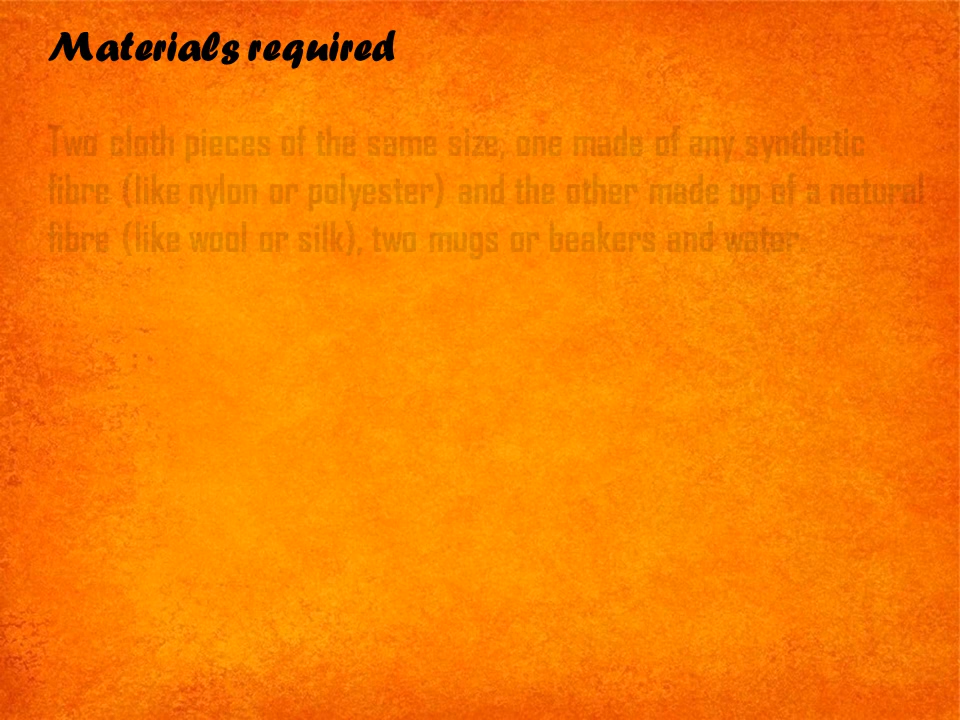 Materials required
Two cloth pieces of the same size, one made of any synthetic
fibre (like nylon or polyester) and the other made up of a natural
fibre (like wool or silk), two mugs or beakers and water.